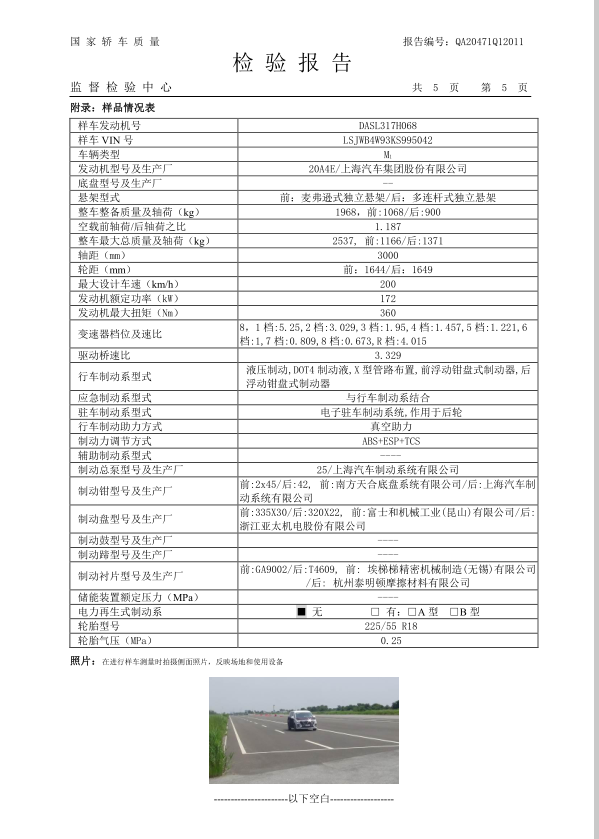 国 家 轿 车 质 量 报告编号: QA20471Q12011
检 验 报 告
监 督 检 验 中 心 共 5 页 第 5 页
附录: 样品情况表
样车发动机号 DASL317H068
样车 VIN 号 LSJWB4W93KS995042
车辆类型 M₁
发动机型号及生产厂 20A4E/上海汽车集团股份有限公司
底盘型号及生产厂 --
悬架型式 前: 麦弗逊式独立悬架/后: 多连杆式独立悬架
整车整备质量及轴荷（kg） 1968, 前:1068/后:900
空载前轴荷/后轴荷之比 1.187
整车最大总质量及轴荷（kg） 2537, 前:1166/后:1371
轴距（mm） 3000
轮距（mm） 前: 1644/后: 1649
最大设计车速（km/h） 200
发动机额定功率（kW） 172
发动机最大扭矩（Nm） 360
变速器档位及速比 8, 1 档:5.25,2 档:3.029,3 档:1.95,4 档:1.457,5 档:1.221,6
档:1,7 档:0.809,8 档:0.673,R 档:4.015
驱动桥速比 3.329
行车制动系型式 液压制动,DOT4 制动液,X 型管路布置,前浮动钳盘式制动器,后
浮动钳盘式制动器
应急制动系型式 与行车制动系结合
驻车制动系型式 电子驻车制动系统,作用于后轮
行车制动助力方式 真空助力
制动力调节方式 ABS+ESP+TCS
辅助制动系型式 ----
制动总泵型号及生产厂 25/上海汽车制动系统有限公司
制动钳型号及生产厂 前:2x45/后:42, 前:南方天合底盘系统有限公司/后:上海汽车制
动系统有限公司
制动盘型号及生产厂 前:335X30/后:320X22, 前:富士和机械工业(昆山)有限公司/后:
浙江亚太机电股份有限公司
制动鼓型号及生产厂 ----
制动蹄型号及生产厂 ----
制动衬片型号及生产厂 前:GA9002/后:T4609, 前: 埃梯梯精密机械制造(无锡)有限公司
/后: 杭州泰明顿摩擦材料有限公司
储能装置额定压力（MPa） ----
电力再生式制动系 ■ 无 □ 有: □A 型 □B 型
轮胎型号 225/55 R18
轮胎气压（MPa） 0.25
照片: 在进行样车测量时拍摄侧面照片，反映场地和使用设备
----------------------以下空白-------------------